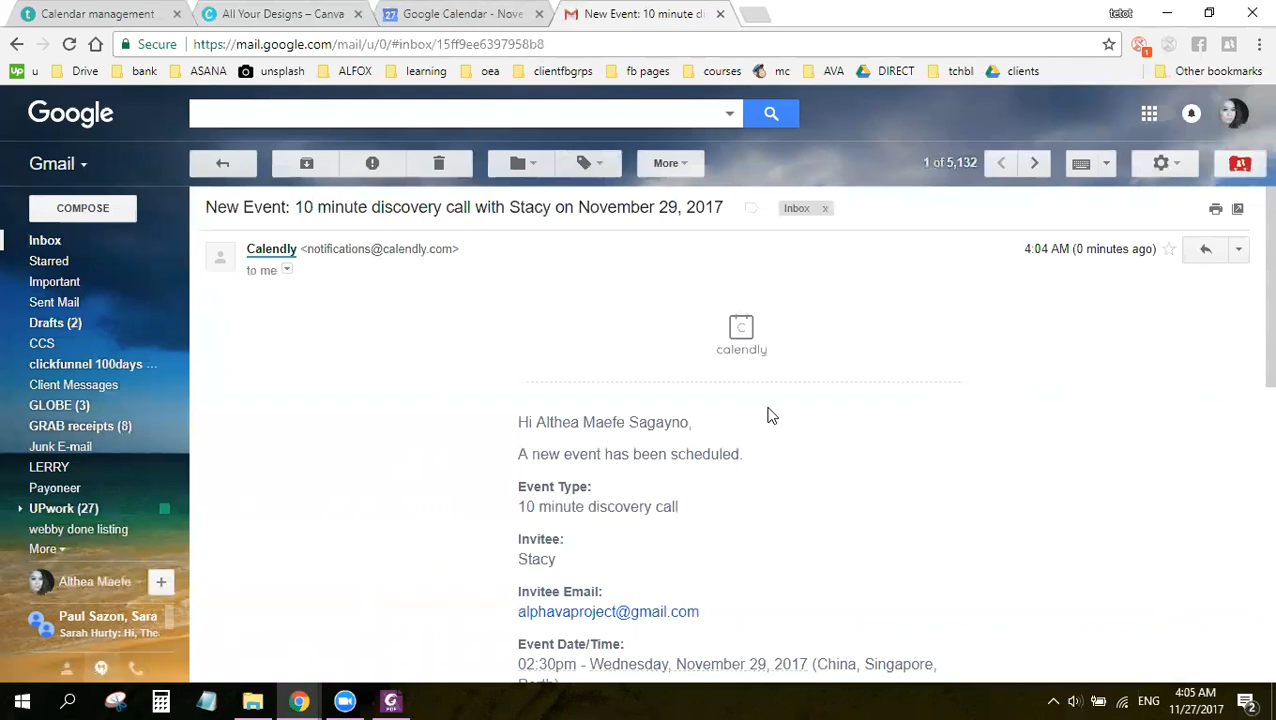 Calendar management
All Your Designs – Canva
27 Google Calendar - Nove
New Event: 10 minute di
tetot
Secure https://mail.google.com/mail/u/0/#inbox/15ff9ee6397958b8
1
Up u Drive bank ASANA unsplash ALFOX learning oea clientfbgrps fb pages courses mc AVA DIRECT tchbl clients Other bookmarks
Google
Gmail
More
1 of 5,132
COMPOSE
New Event: 10 minute discovery call with Stacy on November 29, 2017
Inbox x
Calendly <notifications@calendly.com>
4:04 AM (0 minutes ago)
to me
Inbox
Starred
Important
Sent Mail
Drafts (2)
CCS
clickfunnel 100days ...
Client Messages
GLOBE (3)
GRAB receipts (8)
Junk E-mail
LERRY
Payoneer
UPwork (27)
webby done listing
More
Althea Maefe
Paul Sazon, Sara
Sarah Hurty: Hi, The
C
calendly
Hi Althea Maefe Sagayno,
A new event has been scheduled.
Event Type:
10 minute discovery call
Invitee:
Stacy
Invitee Email:
alphavaproject@gmail.com
Event Date/Time:
02:30pm - Wednesday, November 29, 2017 (China, Singapore,
Perth)
ENG
4:05 AM
11/27/2017
2